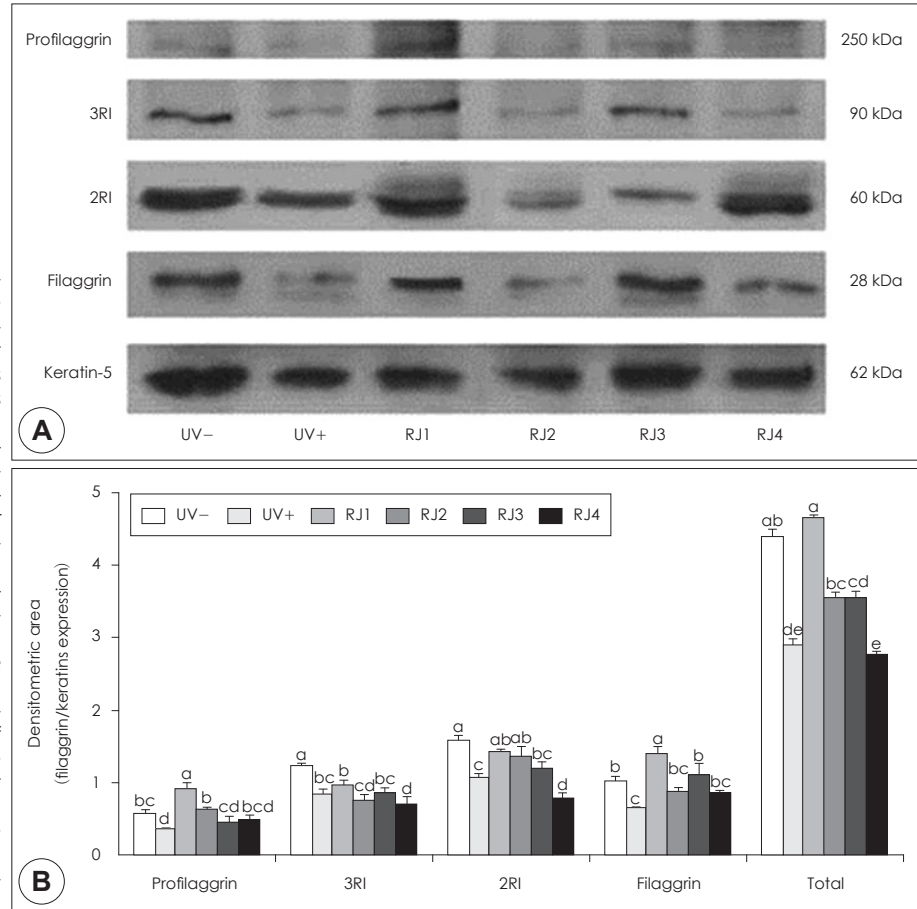 Profilaggrin 250 kDa
3RI 90 kDa
2RI 60 kDa
Filaggrin 28 kDa
Keratin-5 62 kDa
A
UV− UV+ RJ1 RJ2 RJ3 RJ4
Densitometric area
(filaggrin/keratins expression)
5
4
3
2
1
0
UV− UV+ RJ1 RJ2 RJ3 RJ4
bc d a b cd bcd
a bc b cd bc d
a c ab ab bc d
b c a bc b bc
ab de a bc cd e
Profilaggrin 3RI 2RI Filaggrin Total
B